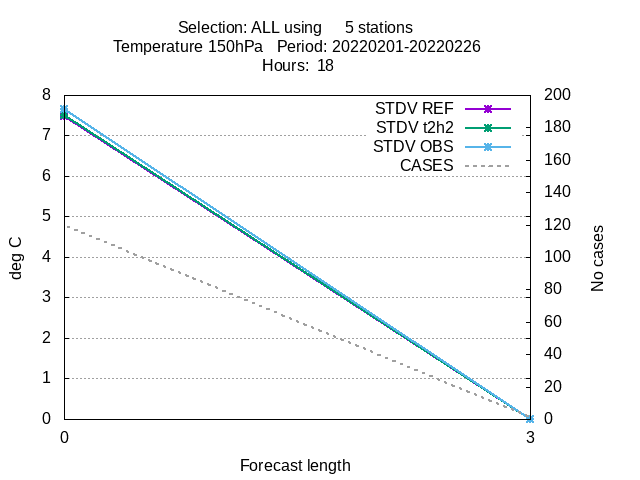 Selection: ALL using 5 stations
Temperature 150hPa Period: 20220201-20220226
Hours: 18
8
7
6
5
4
3
2
1
0
deg C
STDV REF
STDV t2h2
STDV OBS
CASES
200
180
160
140
120
100
80
60
40
20
0
No cases
0
3
Forecast length